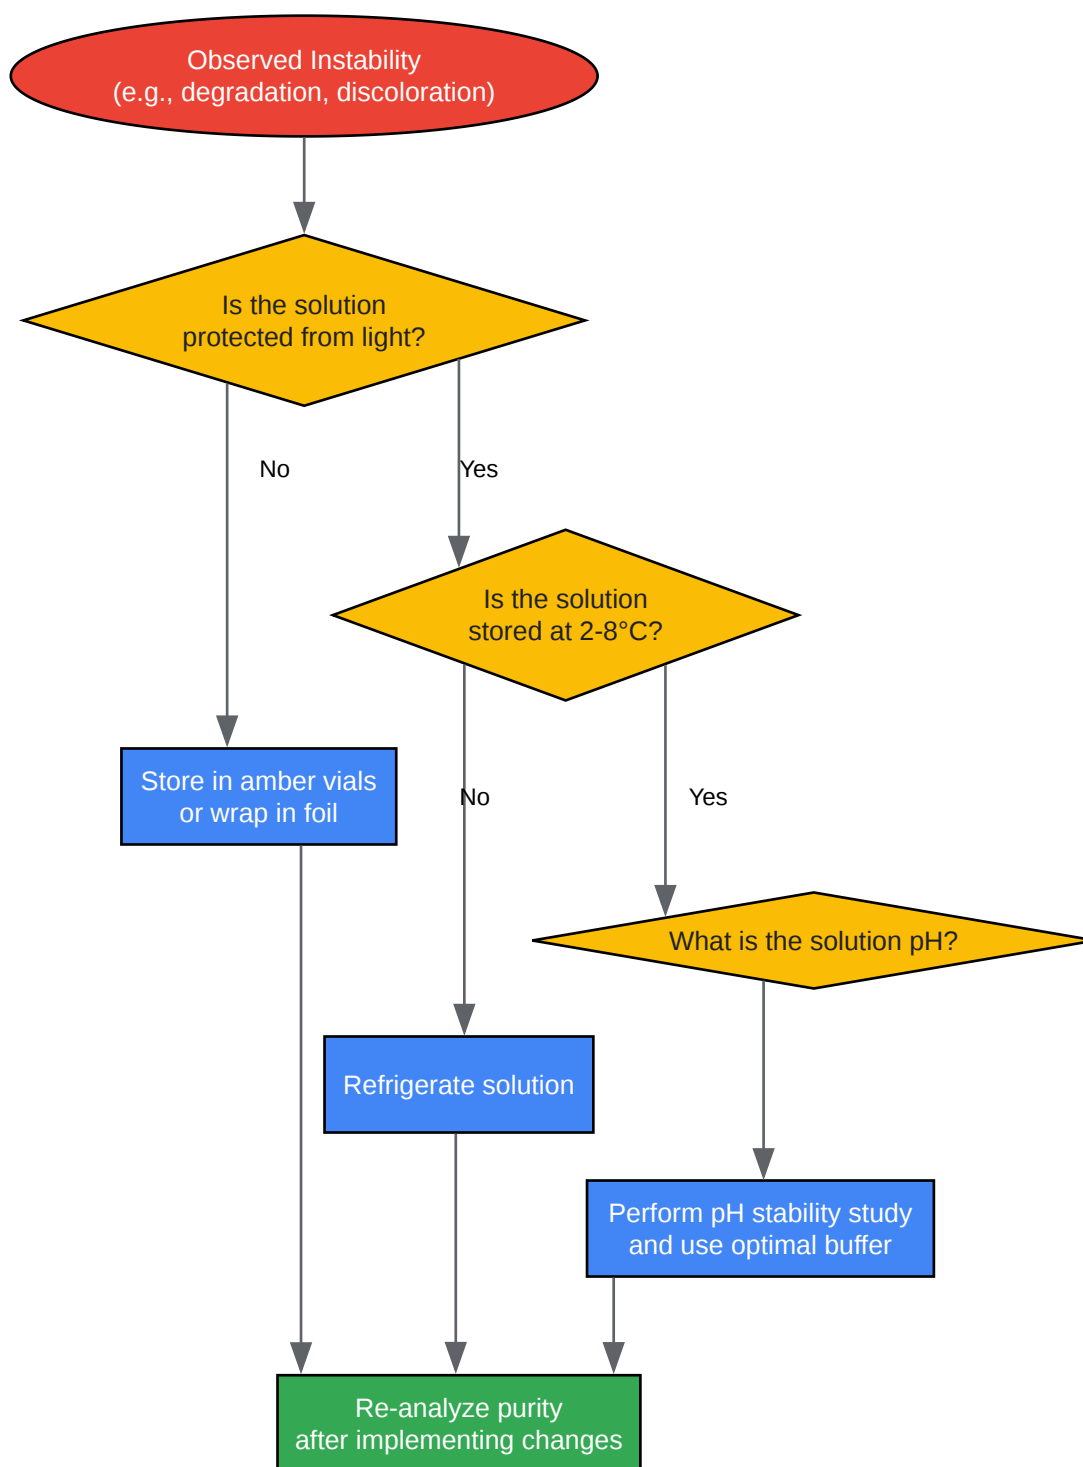 Observed Instability
(e.g., degradation, discoloration)
Is the solution
protected from light?
No
Yes
Is the solution
stored at 2-8°C?
Store in amber vials
or wrap in foil
No
Yes
What is the solution pH?
Refrigerate solution
Perform pH stability study
and use optimal buffer
Re-analyze purity
after implementing changes